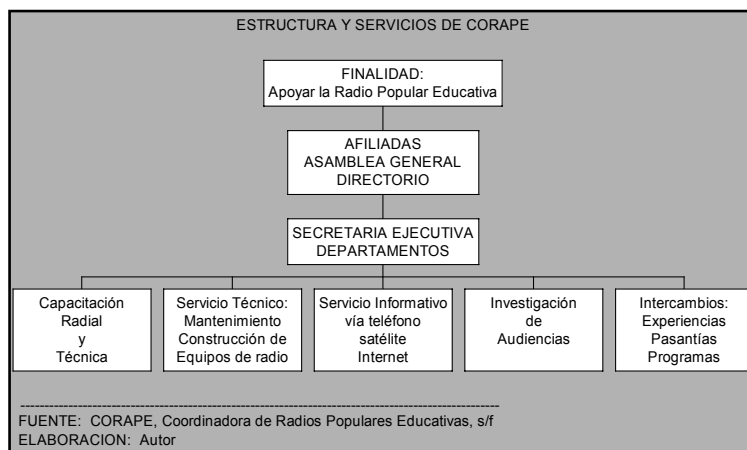 ESTRUCTURA Y SERVICIOS DE CORAPE
FINALIDAD:
Apoyar la Radio Popular Educativa
AFILIADAS
ASAMBLEA GENERAL
DIRECTORIO
SECRETARIA EJECUTIVA
DEPARTAMENTOS
Capacitación
Radial
y
Técnica
Servicio Técnico:
Mantenimiento
Construcción de
Equipos de radio
Servicio Informativo
vía teléfono
satélite
Internet
Investigación
de
Audiencias
Intercambios:
Experiencias
Pasantías
Programas
FUENTE: CORAPE, Coordinadora de Radios Populares Educativas, s/f
ELABORACION: Autor